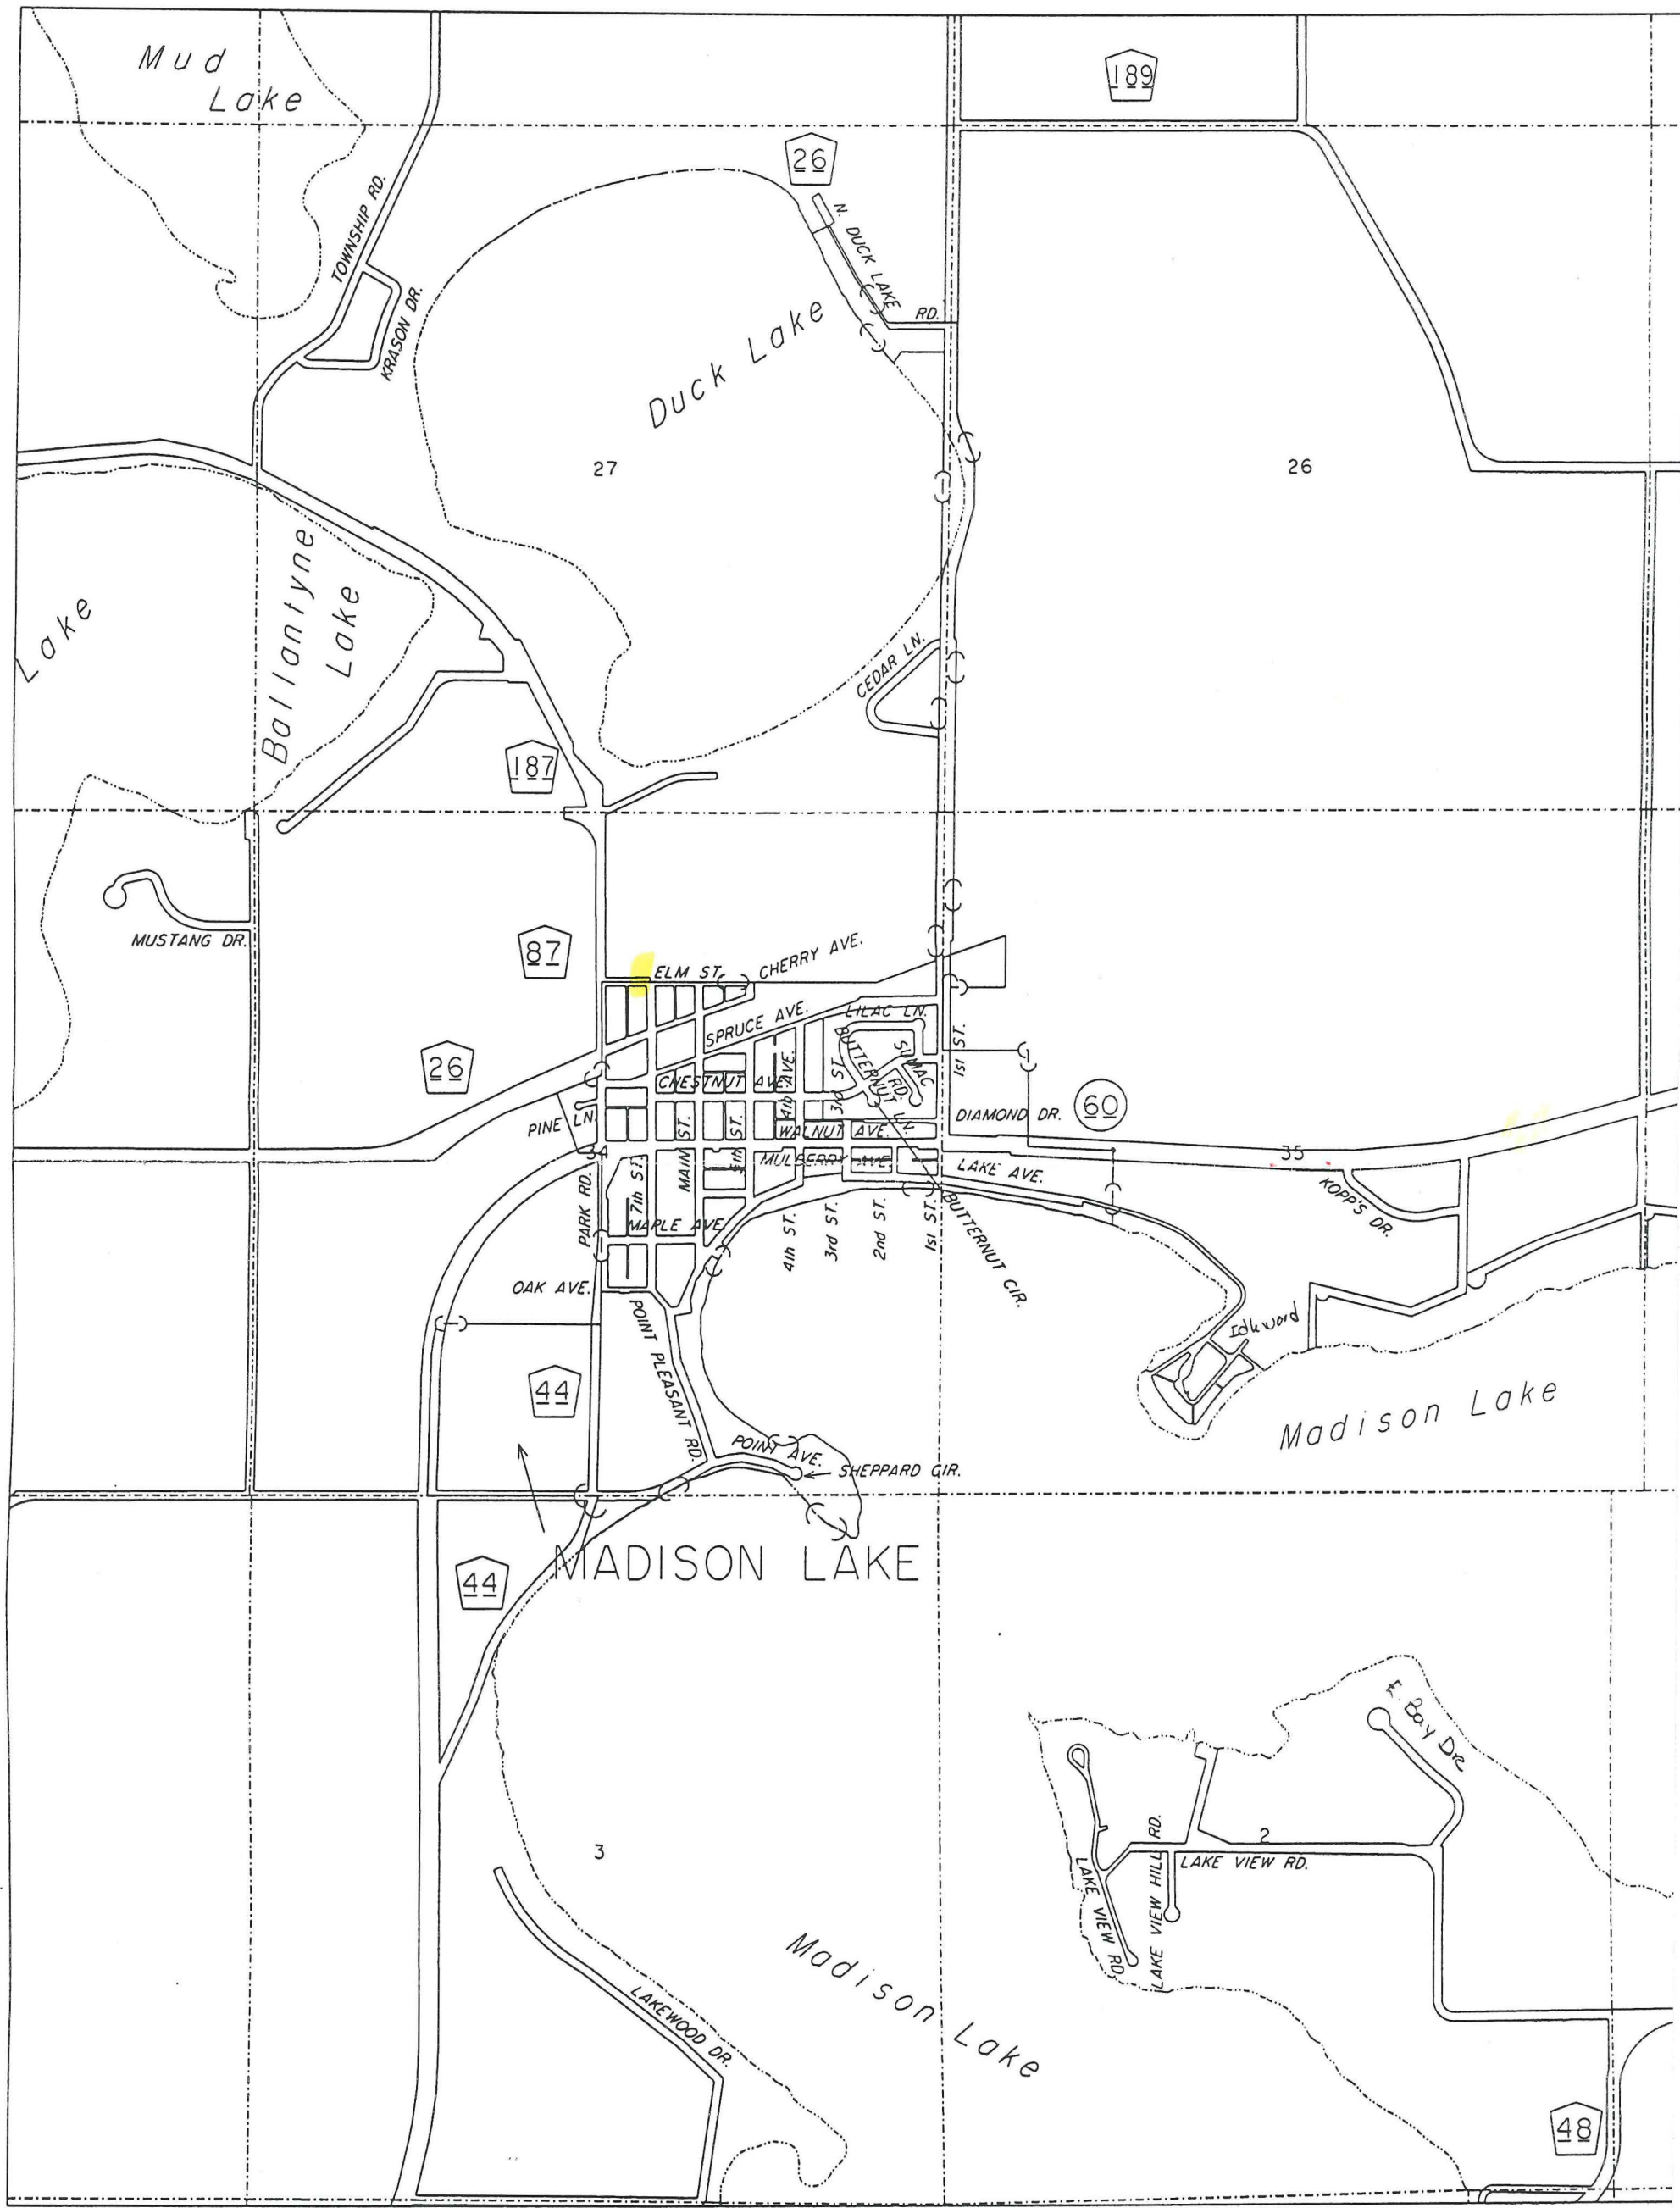 Mud
Lake
189
26
TOWNSHIP RD.
N. DUCK LAKE
RD.
KRASON DR.
Duck Lake
27
26
Lake
Ballantyne
Lake
CEDAR LN.
187
MUSTANG DR.
87
ELM ST.
CHERRY AVE.
SPRUCE AVE.
LILAC LN.
BUTTERNUT LN.
SUMAC
RD.
1st ST.
26
CHESTNUT AVE.
4th AVE.
3rd ST.
60
PINE LN.
DIAMOND DR.
WALNUT AVE.
34
MAIN ST.
5th ST.
MULBERRY AVE
LAKE AVE.
35
KOPP'S DR.
PARK RD.
7th ST.
MAPLE AVE.
4th ST.
3rd ST.
2nd ST.
1st ST.
BUTTERNUT CIR.
OAK AVE.
POINT PLEASANT RD.
44
Madison Lake
POINT AVE.
SHEPPARD CIR.
MADISON LAKE
44
E. Bay Dr
3
2
LAKE VIEW RD.
LAKE VIEW HILL RD.
LAKE VIEW RD.
LAKEWOOD DR.
Madison Lake
48